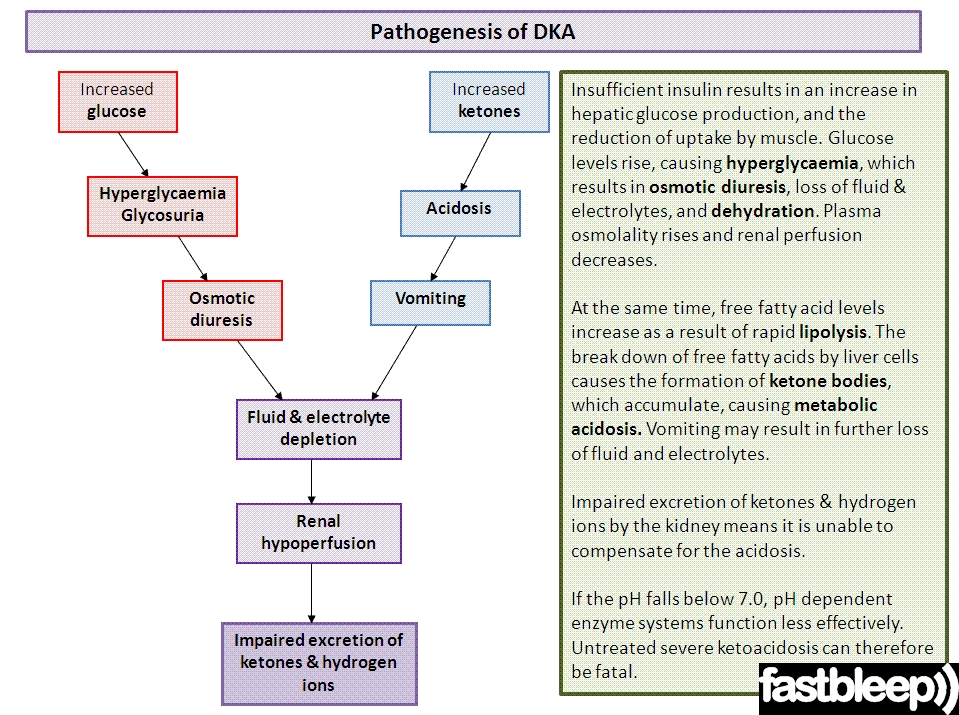 Pathogenesis of DKA
Increased
glucose
Hyperglycaemia
Glycosuria
Osmotic
diuresis
Increased
ketones
Acidosis
Vomiting
Fluid & electrolyte
depletion
Renal
hypoperfusion
Impaired excretion of
ketones & hydrogen
ions
Insufficient insulin results in an increase in
hepatic glucose production, and the
reduction of uptake by muscle. Glucose
levels rise, causing hyperglycaemia, which
results in osmotic diuresis, loss of fluid &
electrolytes, and dehydration. Plasma
osmolality rises and renal perfusion
decreases.
At the same time, free fatty acid levels
increase as a result of rapid lipolysis. The
break down of free fatty acids by liver cells
causes the formation of ketone bodies,
which accumulate, causing metabolic
acidosis. Vomiting may result in further loss
of fluid and electrolytes.
Impaired excretion of ketones & hydrogen
ions by the kidney means it is unable to
compensate for the acidosis.
If the pH falls below 7.0, pH dependent
enzyme systems function less effectively.
Untreated severe ketoacidosis can therefore
be fatal.
fastbleep